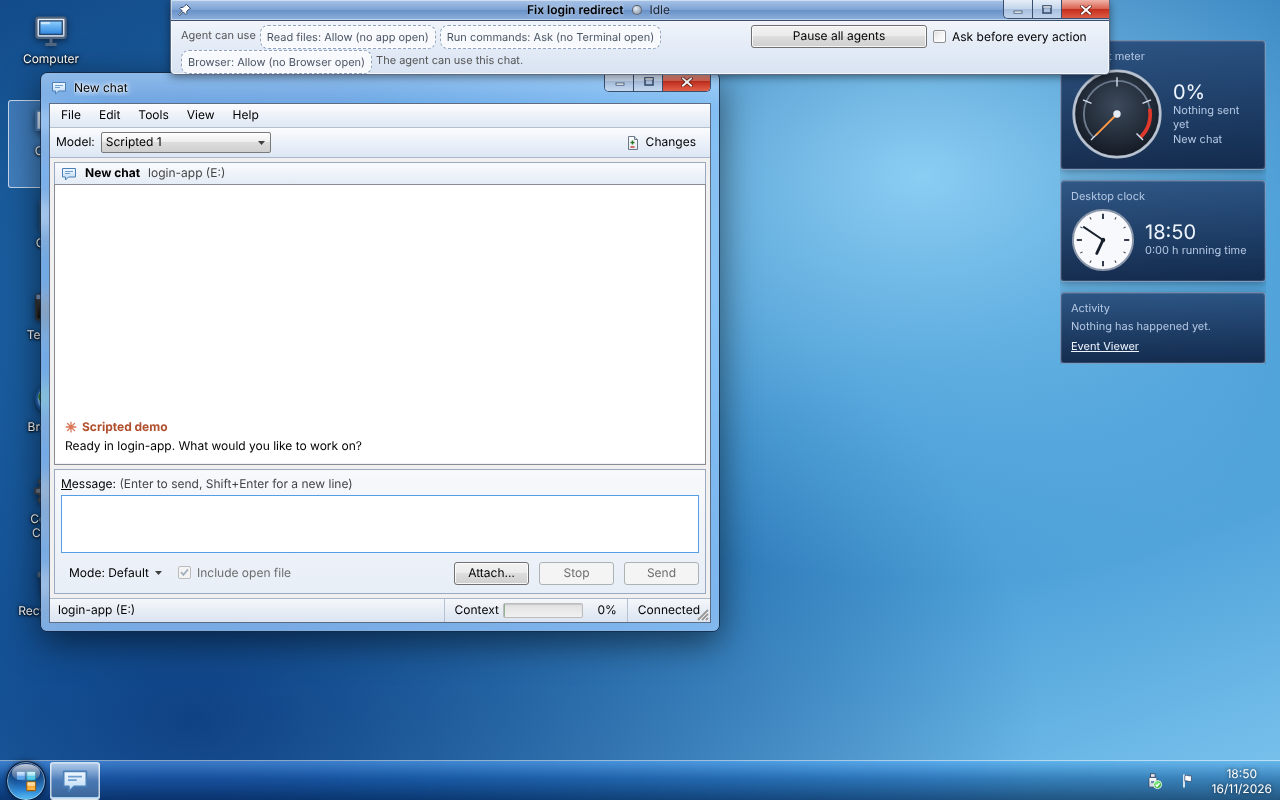 Fix login redirect Idle
Agent can use Read files: Allow (no app open) Run commands: Ask (no Terminal open)
Browser: Allow (no Browser open) The agent can use this chat.
Pause all agents Ask before every action
Computer
New chat
File Edit Tools View Help
Model: Scripted 1 Changes
New chat login-app (E:)
Scripted demo
Ready in login-app. What would you like to work on?
Message: (Enter to send, Shift+Enter for a new line)
Mode: Default Include open file Attach... Stop Send
login-app (E:) Context 0% Connected
meter
0%
Nothing sent
yet
New chat
Desktop clock
18:50
0:00 h running time
Activity
Nothing has happened yet.
Event Viewer
18:50
16/11/2026